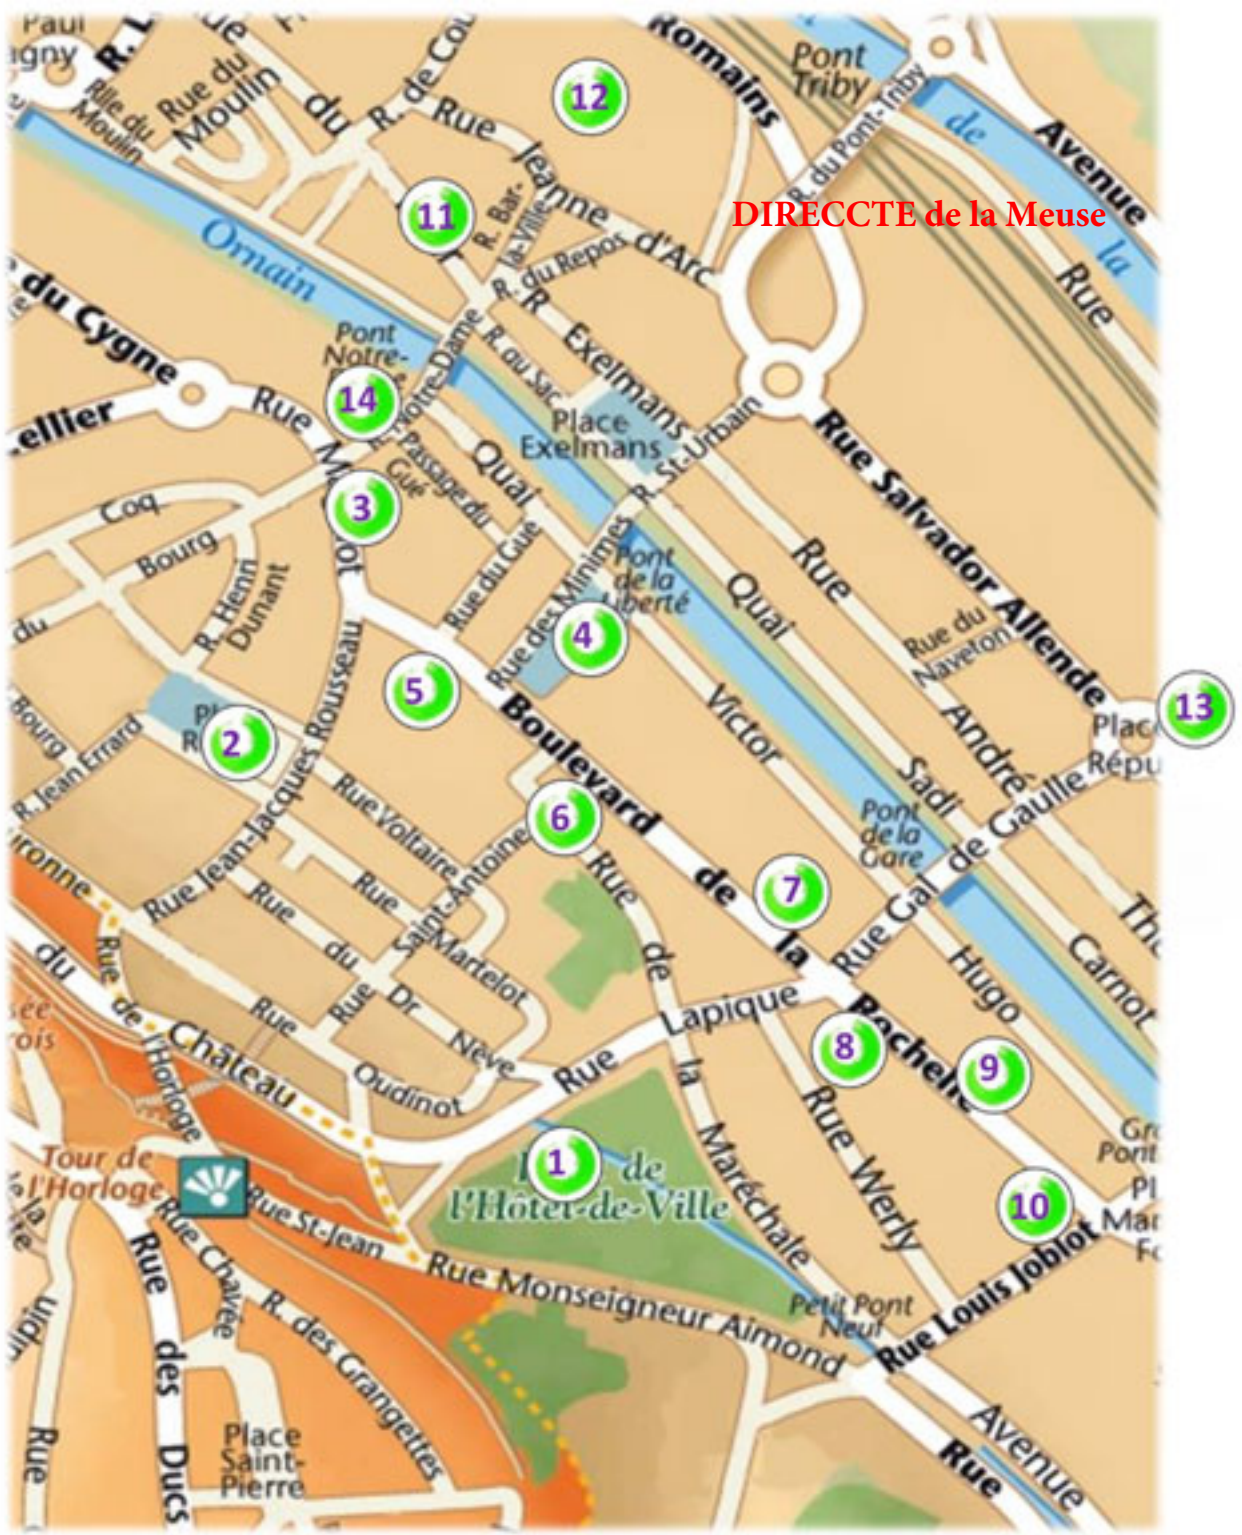 Paul
agny
R. L
Rue du
Moulin
Rlle du
Moulin
du
R. de Cou
Rue
Jeanne
d'Arc
Romains
Pont
Triby
R. du Pont-Triby
de
la
Avenue
Rue
DIRECCTE de la Meuse
12
11
R. Bar-
la-Ville
R. du Repos
Ornain
du Cygne
ellier
Pont
Notre-
14
Notre-Dame
R. au Sac
R
Exelmans
Place
Exelmans
R. St-Urbain
Rue
Passage du
Gué
Quai
3
Coq
Bourg
R. Henri
Dunant
du
Rue du Gué
Rue des Minimes
Pont
de la
Liberté
4
Quai
Rue
Rue Salvador Allende
Rue du
Naveton
13
Place
Répu
5
2
Bourg
R. Jean Errard
Rue Jean-Jacques Rousseau
Boulevard
Victor
Sadi
André
Pont
de la
Gare
Rue Gal de Gaulle
6
Rue Voltaire
Saint-Antoine
Rue
Martelot
Rue
du
Dr
Nève
Rue
de
la
Maréchale
de
7
la
Rochelle
Hugo
Carnot
Rue
Rue
Oudinot
Rue
Lapique
8
9
10
Rue
de
l'Horloge
du
Château
Tour de
l'Horloge
1
de
l'Hôtel-de-Ville
Rue
Werly
Rue St-Jean
Rue Chavée
R. des Grangettes
Rue
des
Ducs
Rue Monseigneur Aimond
Petit Pont
Neuf
Rue Louis Joblot
Place
Saint-
Pierre
Rue
Avenue
Rue